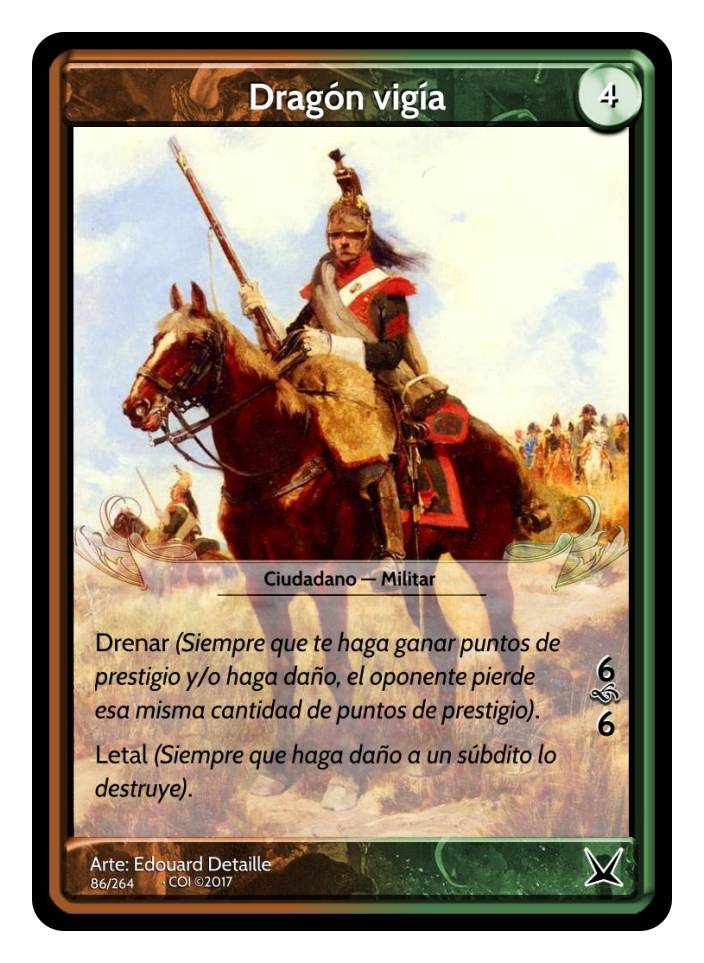 Dragón vigía
4
Ciudadano — Militar
Drenar (Siempre que te haga ganar puntos de
prestigio y/o haga daño, el oponente pierde
esa misma cantidad de puntos de prestigio).
Letal (Siempre que haga daño a un súbdito lo
destruye).
6
6
Arte: Edouard Detaille
86/264 · COI ©2017